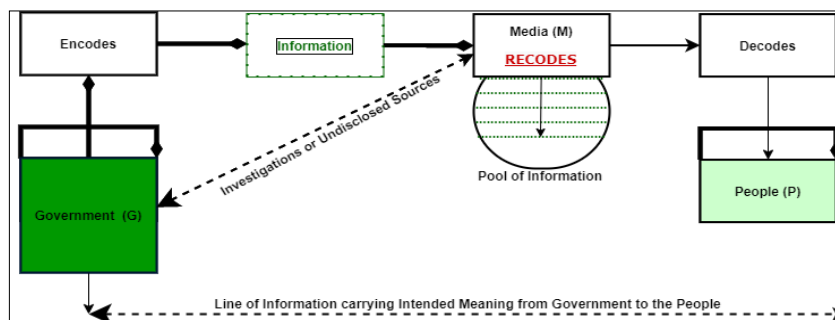 Encodes
Information
Media (M)
RECODES
Decodes
Investigations or Undisclosed Sources
Pool of Information
Government (G)
People (P)
Line of Information carrying Intended Meaning from Government to the People